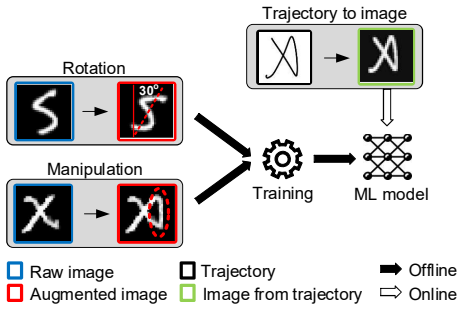 Trajectory to image
Rotation
30°
Manipulation
Training
ML model
Raw image
Trajectory
Offline
Augmented image
Image from trajectory
Online